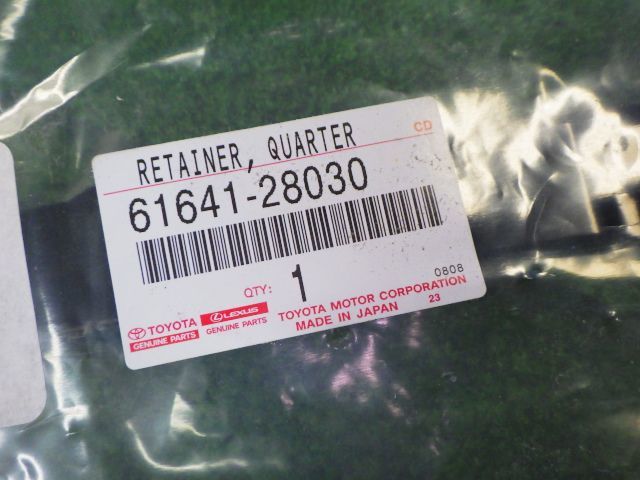 RETAINER, QUARTER
CD
61641-28030
QTY: 1
0808
TOYOTA
GENUINE PARTS
LEXUS
GENUINE PARTS
TOYOTA MOTOR CORPORATION
MADE IN JAPAN 23